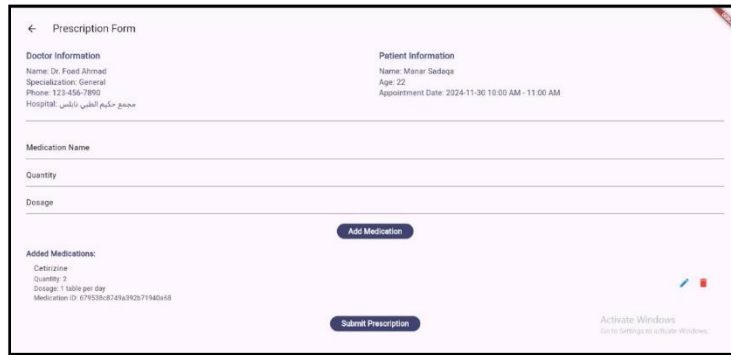 Prescription Form
Doctor Information
Name: Dr. Foad Ahmad
Specialization: General
Phone: 123-456-7890
Hospital: مجمع حكيم الطبي نابلس
Patient Information
Name: Manar Sadaqa
Age: 22
Appointment Date: 2024-11-30 10:00 AM - 11:00 AM
Medication Name
Quantity
Dosage
Add Medication
Added Medications:
Cetirizine
Quantity: 2
Dosage: 1 table per day
Medication ID: 679538c8749a392b71940a68
Submit Prescription
Activate Windows
Go to Settings to activate Windows.